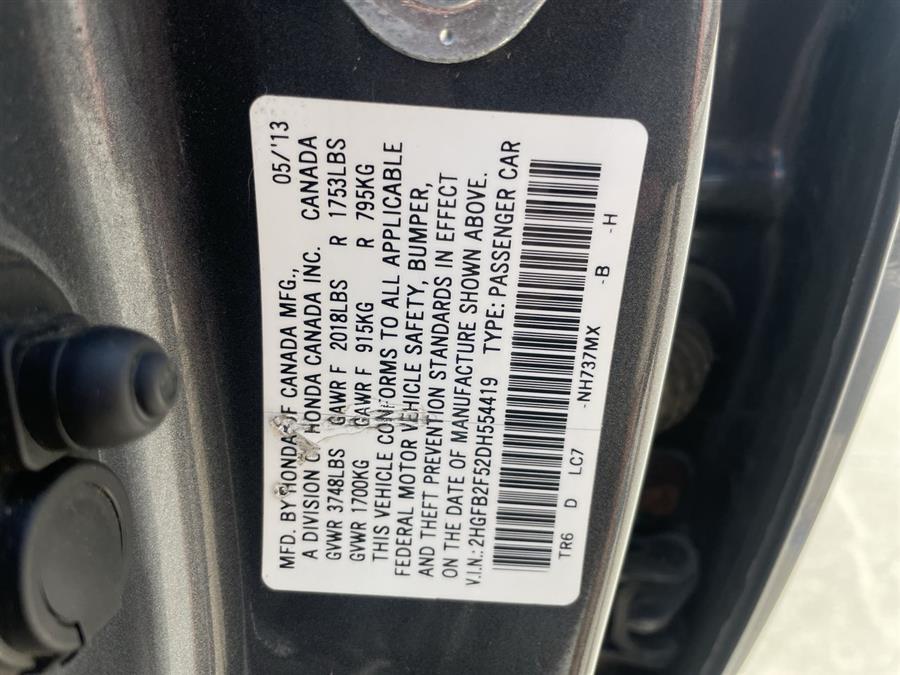 MFD. BY HONDA OF CANADA MFG., 05/'13
A DIVISION HONDA CANADA INC. CANADA
GVWR 3748LBS GAWR F 2018LBS R 1753LBS
GVWR 1700KG GAWR F 915KG R 795KG
THIS VEHICLE CONFORMS TO ALL APPLICABLE
FEDERAL MOTOR VEHICLE SAFETY, BUMPER,
AND THEFT PREVENTION STANDARDS IN EFFECT
ON THE DATE OF MANUFACTURE SHOWN ABOVE.
V.I.N.: 2HGFB2F52DH554419 TYPE: PASSENGER CAR
TR6 D LC7 -NH737MX -B -H